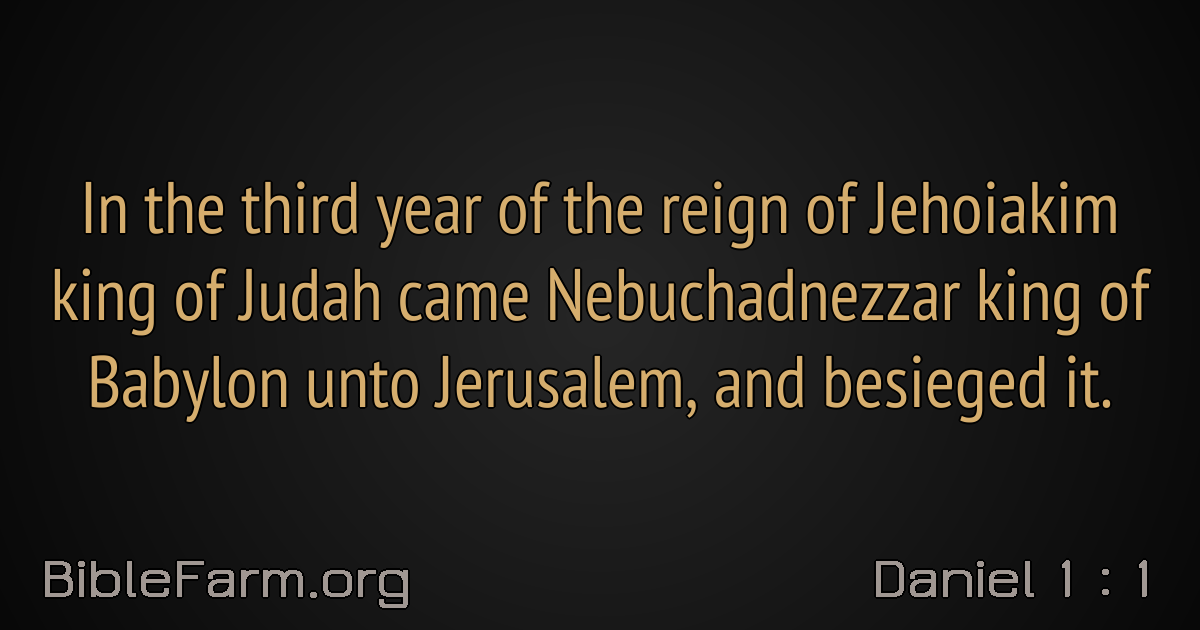 In the third year of the reign of Jehoiakim
king of Judah came Nebuchadnezzar king of
Babylon unto Jerusalem, and besieged it.
BibleFarm.org
Daniel 1 : 1